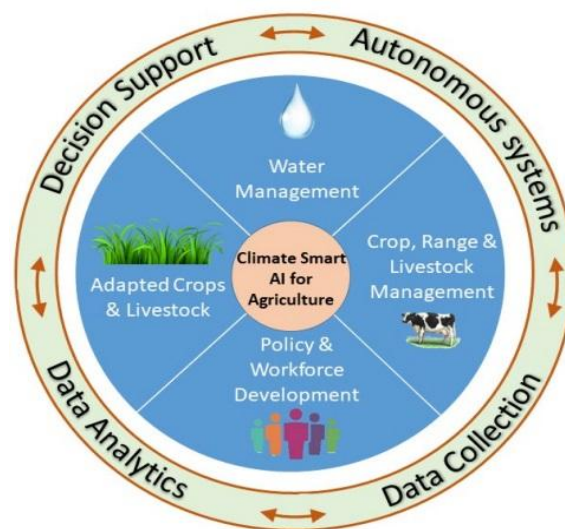 Decision Support
Autonomous systems
Water
Management
Adapted Crops
& Livestock
Climate Smart
AI for
Agriculture
Crop, Range &
Livestock
Management
Policy &
Workforce
Development
Data Analytics
Data Collection